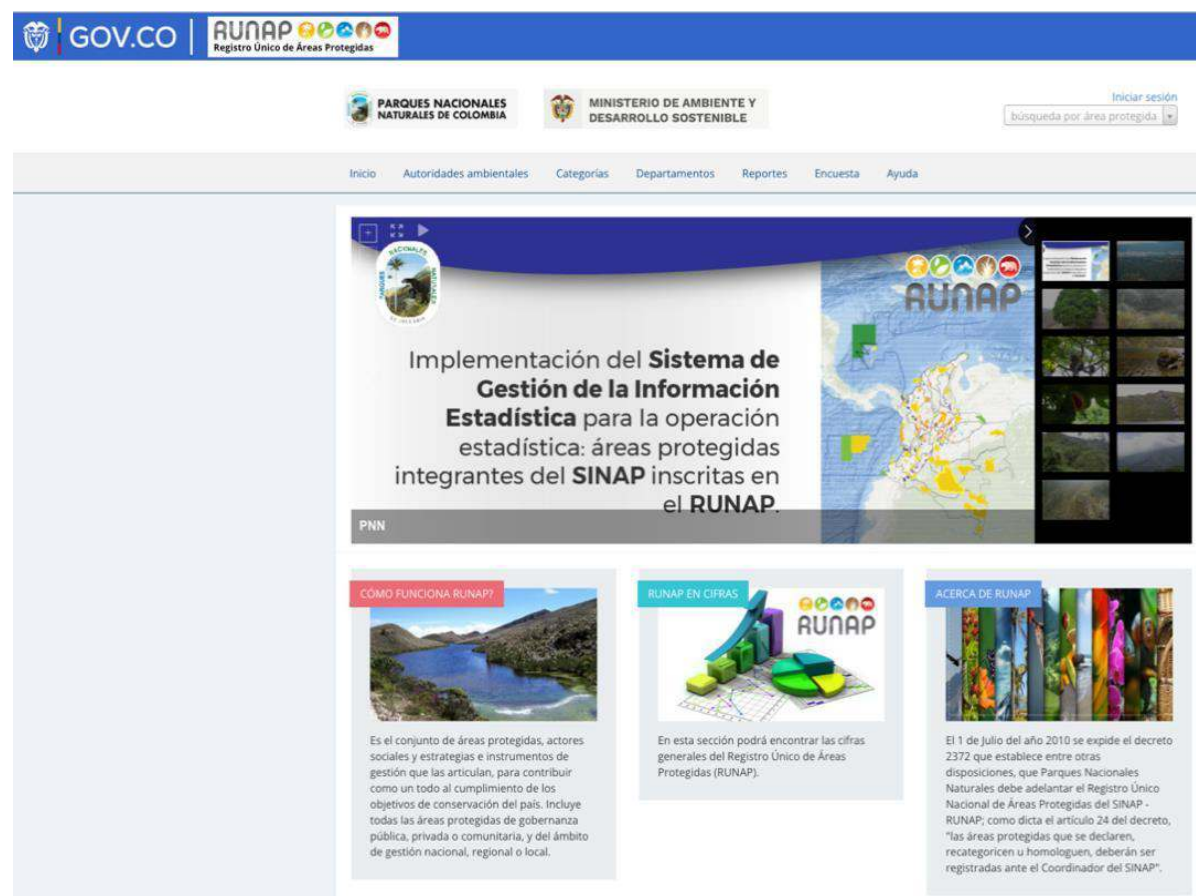 GOV.CO
RUNAP
Registro Único de Áreas Protegidas
PARQUES NACIONALES
NATURALES DE COLOMBIA
MINISTERIO DE AMBIENTE Y
DESARROLLO SOSTENIBLE
Iniciar sesión
búsqueda por área protegida
Inicio Autoridades ambientales Categorías Departamentos Reportes Encuesta Ayuda
PARQUES NACIONALES NATURALES
DE COLOMBIA
RUNAP
Implementación del Sistema de
Gestión de la Información
Estadística para la operación
estadística: áreas protegidas
integrantes del SINAP inscritas en
el RUNAP.
PNN
CÓMO FUNCIONA RUNAP?
Es el conjunto de áreas protegidas, actores
sociales y estrategias e instrumentos de
gestión que las articulan, para contribuir
como un todo al cumplimiento de los
objetivos de conservación del país. Incluye
todas las áreas protegidas de gobernanza
pública, privada o comunitaria, y del ámbito
de gestión nacional, regional o local.
RUNAP EN CIFRAS
RUNAP
En esta sección podrá encontrar las cifras
generales del Registro Único de Áreas
Protegidas (RUNAP).
ACERCA DE RUNAP
El 1 de Julio del año 2010 se expide el decreto
2372 que establece entre otras
disposiciones, que Parques Nacionales
Naturales debe adelantar el Registro Único
Nacional de Áreas Protegidas del SINAP -
RUNAP; como dicta el artículo 24 del decreto,
"las áreas protegidas que se declaren,
recategoricen u homologuen, deberán ser
registradas ante el Coordinador del SINAP".